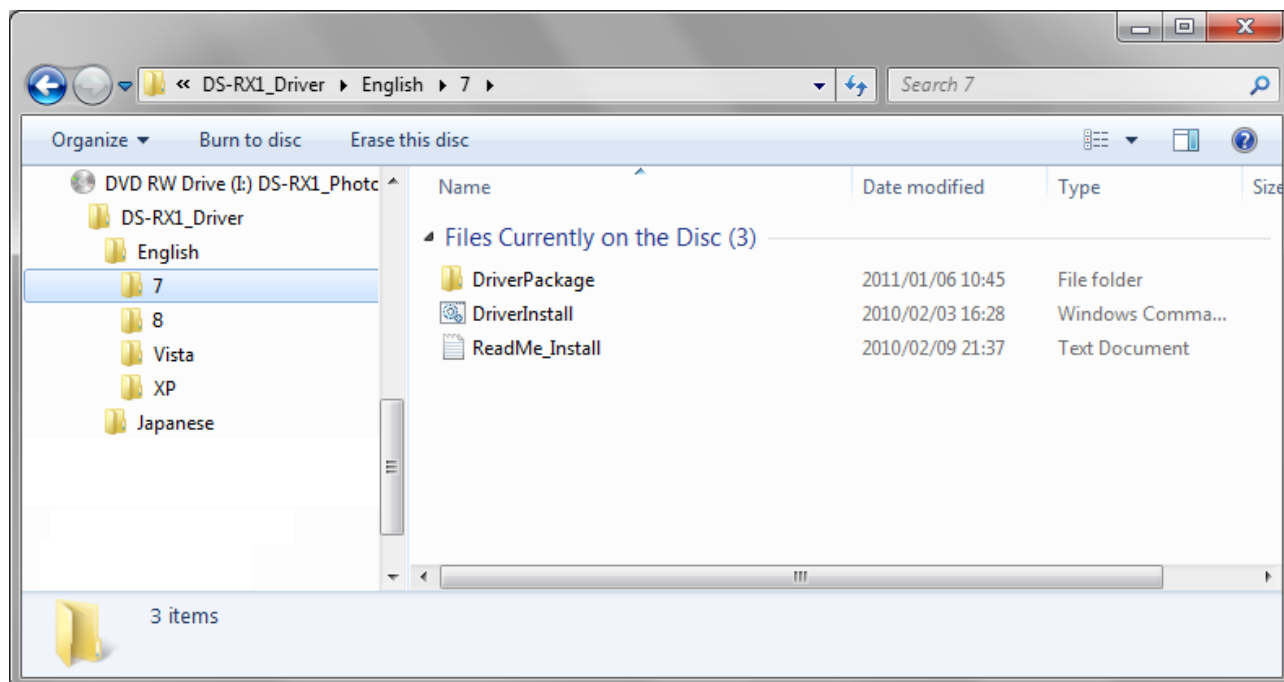 « DS-RX1_Driver English 7 Search 7
Organize Burn to disc Erase this disc
DVD RW Drive (I:) DS-RX1_Photc
DS-RX1_Driver
English
7
8
Vista
XP
Japanese
Name Date modified Type Size
Files Currently on the Disc (3)
DriverPackage 2011/01/06 10:45 File folder
DriverInstall 2010/02/03 16:28 Windows Comma...
ReadMe_Install 2010/02/09 21:37 Text Document
3 items